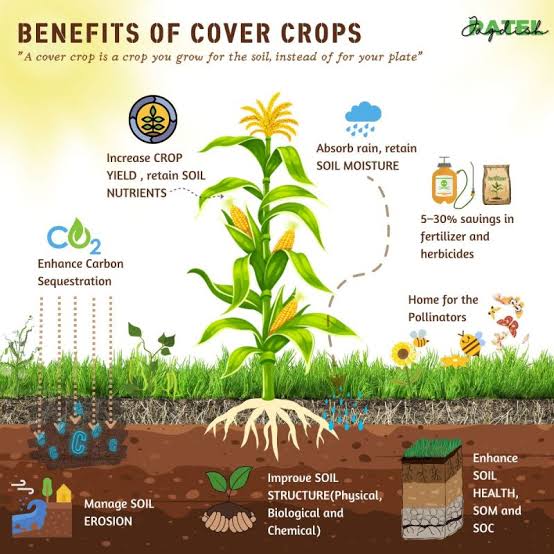 BENEFITS OF COVER CROPS
PATEL
Jagdish
"A cover crop is a crop you grow for the soil, instead of for your plate"
Increase CROP
YIELD , retain SOIL
NUTRIENTS
Absorb rain, retain
SOIL MOISTURE
fertilizer
5–30% savings in
fertilizer and
herbicides
CO2
Enhance Carbon
Sequestration
Home for the
Pollinators
C
C
C
C
C
Manage SOIL
EROSION
Improve SOIL
STRUCTURE(Physical,
Biological and
Chemical)
Enhance
SOIL
HEALTH,
SOM and
SOC